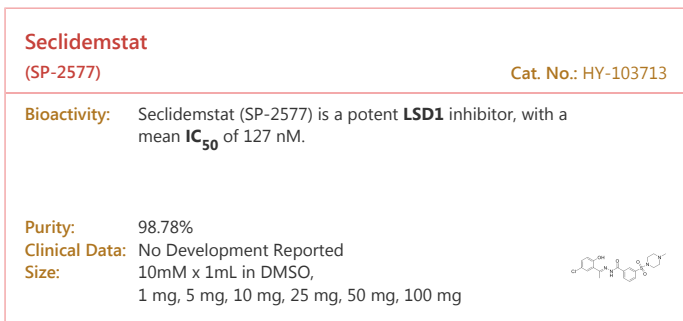 Seclidemstat
(SP-2577) Cat. No.: HY-103713
Bioactivity: Seclidemstat (SP-2577) is a potent LSD1 inhibitor, with a
mean IC50 of 127 nM.
Purity: 98.78%
Clinical Data: No Development Reported
Size: 10mM x 1mL in DMSO,
1 mg, 5 mg, 10 mg, 25 mg, 50 mg, 100 mg